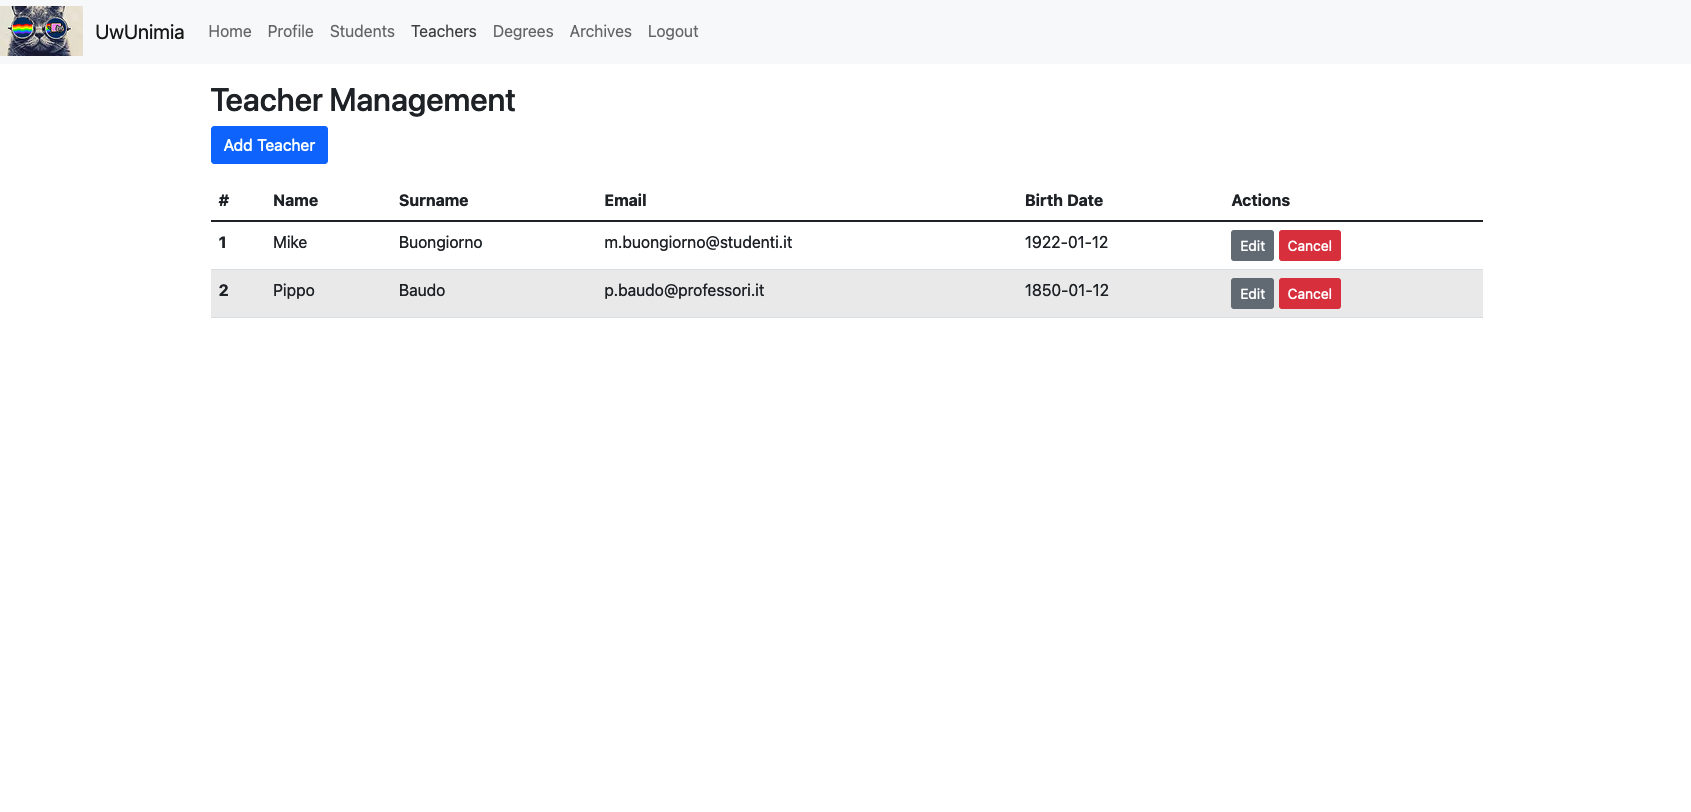 UwUnimia Home Profile Students Teachers Degrees Archives Logout
Teacher Management
Add Teacher
# Name Surname Email Birth Date Actions
1 Mike Buongiorno m.buongiorno@studenti.it 1922-01-12 Edit Cancel
2 Pippo Baudo p.baudo@professori.it 1850-01-12 Edit Cancel